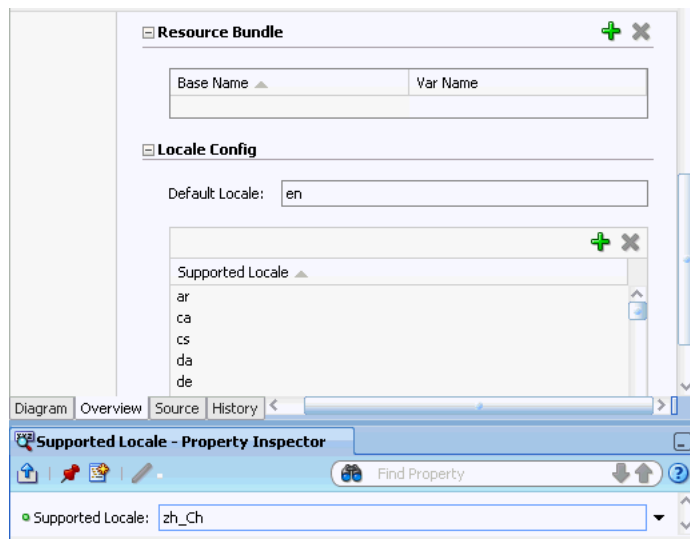 Resource Bundle
Base Name Var Name
Locale Config
Default Locale: en
Supported Locale
ar
ca
cs
da
de
Diagram Overview Source History
Supported Locale - Property Inspector
Find Property
Supported Locale: zh_Ch